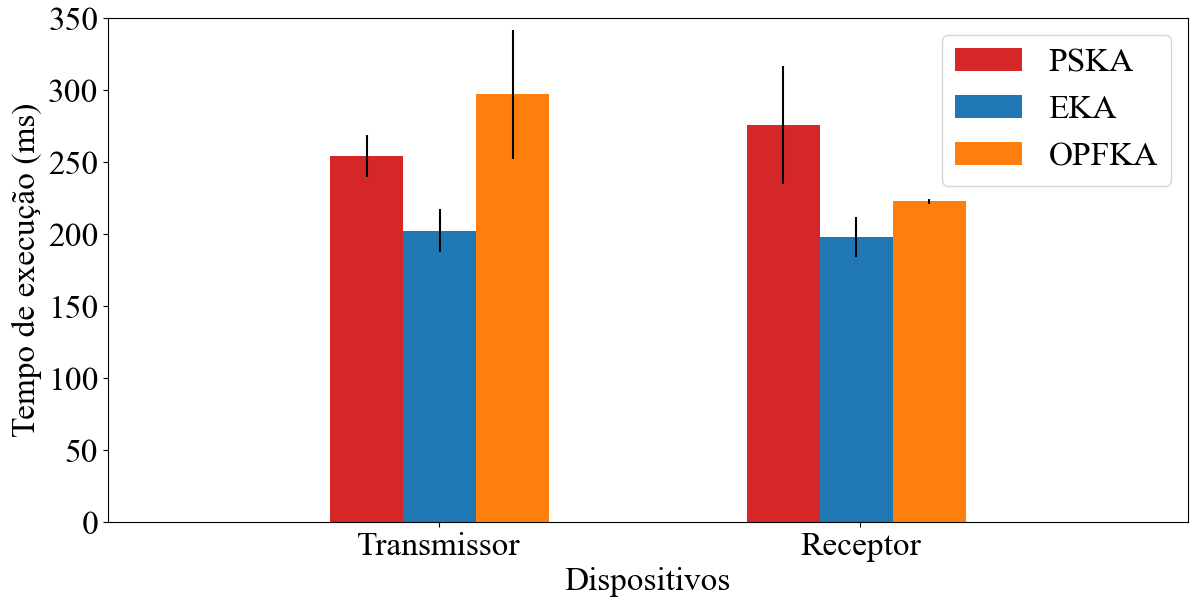 350
300
250
200
150
100
50
0
Tempo de execução (ms)
PSKA
EKA
OPFKA
Transmissor
Receptor
Dispositivos